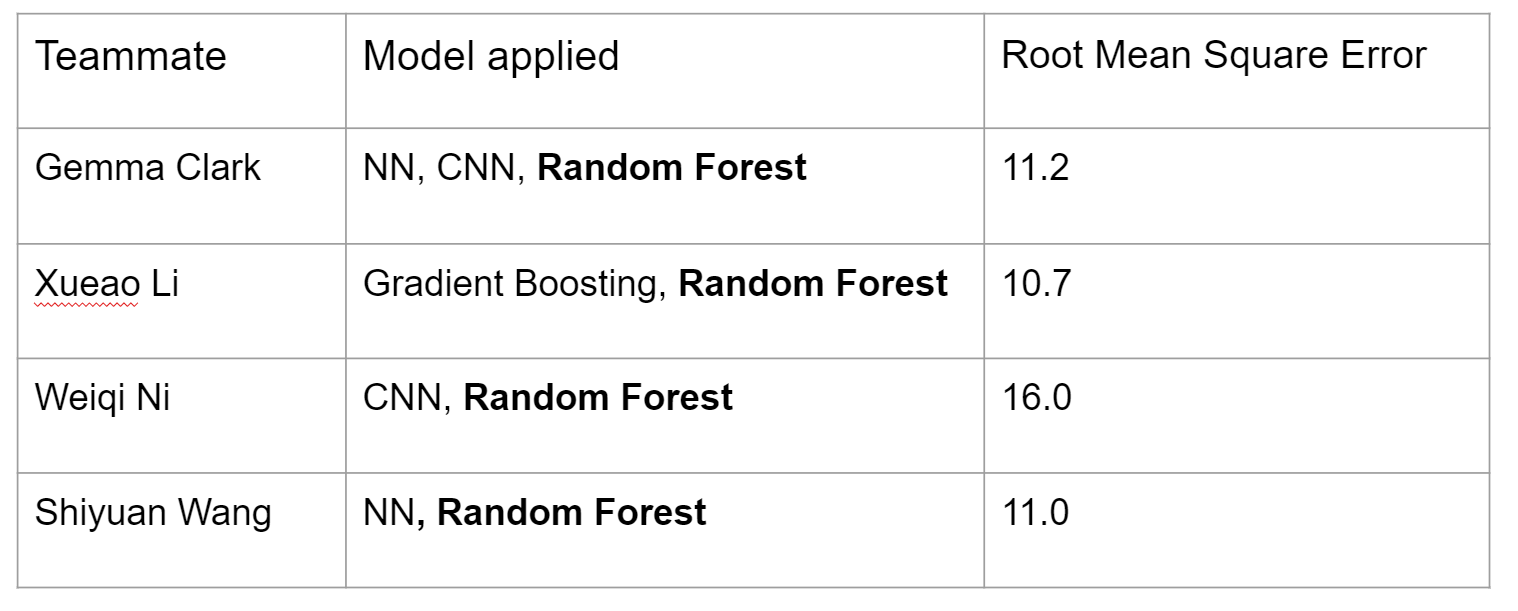 Teammate Model applied Root Mean Square Error
Gemma Clark NN, CNN, Random Forest 11.2
Xueao Li Gradient Boosting, Random Forest 10.7
Weiqi Ni CNN, Random Forest 16.0
Shiyuan Wang NN, Random Forest 11.0